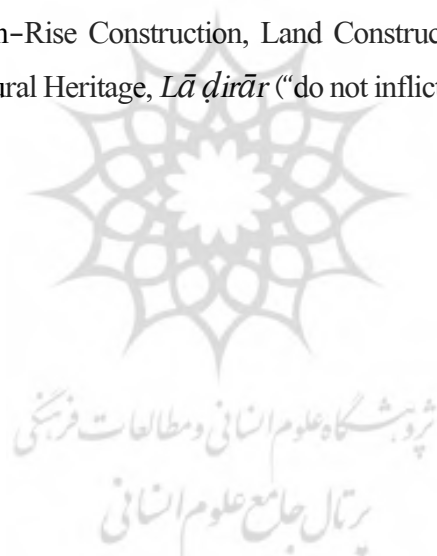 n–Rise Construction, Land Construc
ural Heritage, Lā ḍirār (“do not inflict
پژوهشگاه علوم انسانی و مطالعات فرهنگی
پرتال جامع علوم انسانی